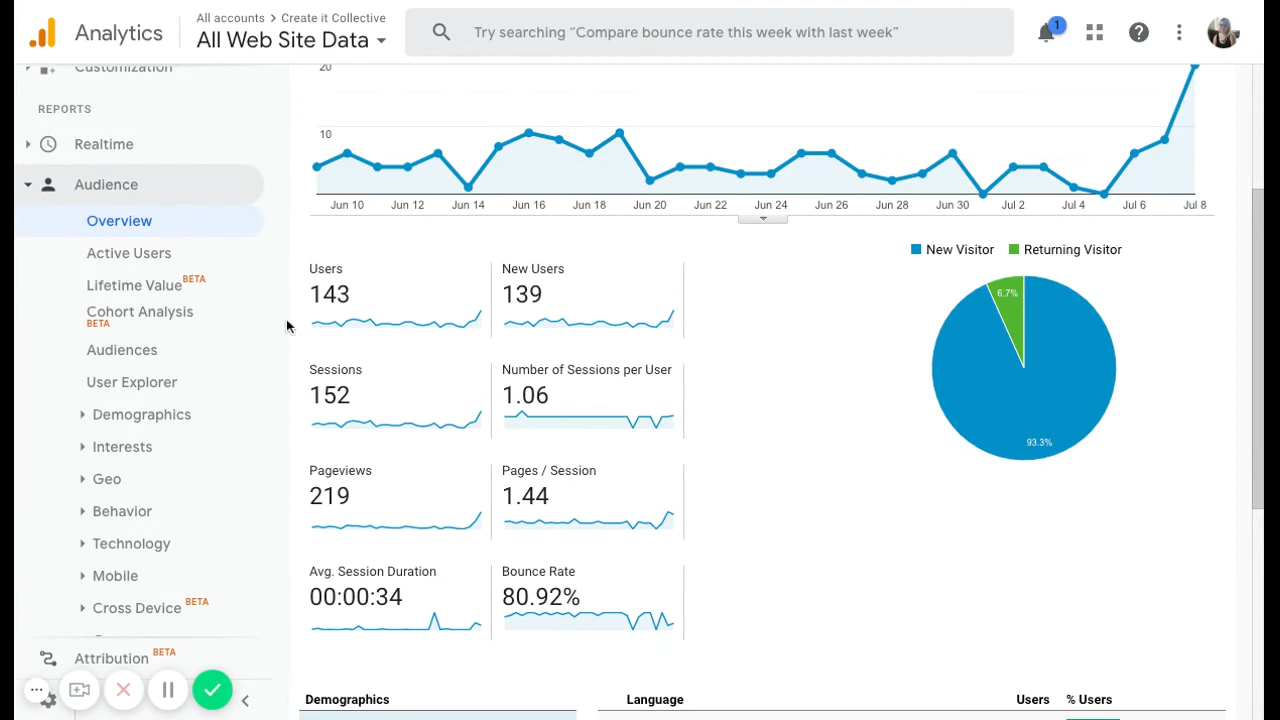 Analytics
All accounts > Create it Collective
All Web Site Data
Try searching “Compare bounce rate this week with last week”
1
Customization
REPORTS
Realtime
Audience
Overview
Active Users
Lifetime Value BETA
Cohort Analysis
BETA
Audiences
User Explorer
Demographics
Interests
Geo
Behavior
Technology
Mobile
Cross Device BETA
Attribution BETA
20
10
Jun 10 Jun 12 Jun 14 Jun 16 Jun 18 Jun 20 Jun 22 Jun 24 Jun 26 Jun 28 Jun 30 Jul 2 Jul 4 Jul 6 Jul 8
New Visitor Returning Visitor
6.7%
93.3%
Users
143
New Users
139
Sessions
152
Number of Sessions per User
1.06
Pageviews
219
Pages / Session
1.44
Avg. Session Duration
00:00:34
Bounce Rate
80.92%
Demographics Language Users % Users